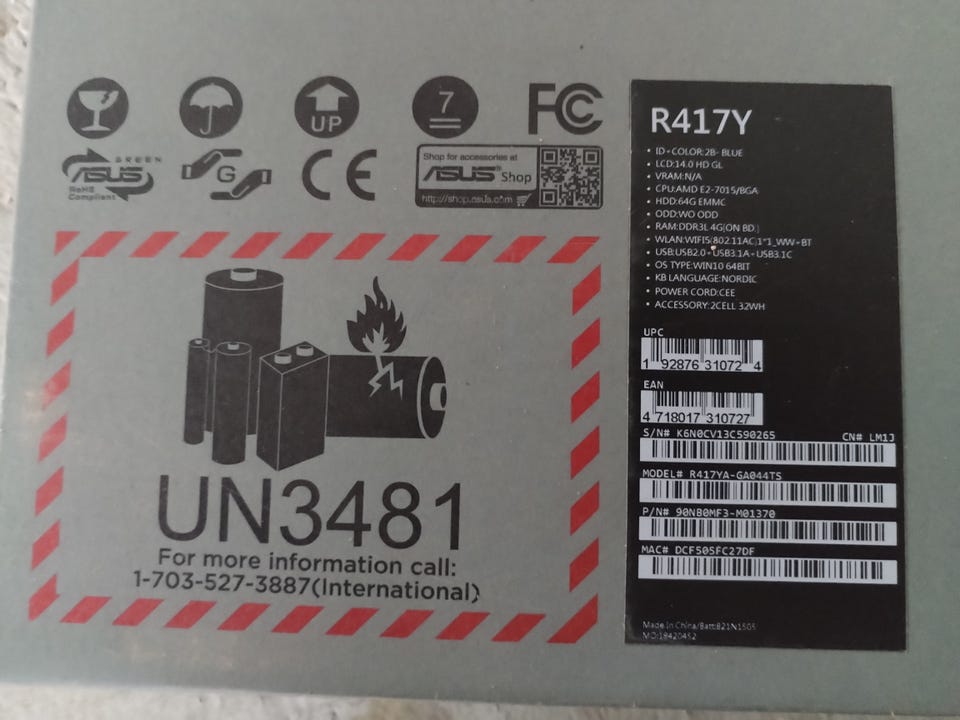 UP
7
FC
GREEN
ASUS
RoHS
Compliant
G
CE
Shop for accessories at
ASUS Shop
http://shop.asus.com
UN3481
For more information call:
1-703-527-3887(International)
R417Y
• ID+COLOR:2B- BLUE
• LCD:14.0 HD GL
• VRAM:N/A
• CPU:AMD E2-7015/BGA
• HDD:64G EMMC
• ODD:WO ODD
• RAM:DDR3L 4G(ON BD.)
• WLAN:WIFI5(802.11AC)1*1_WW+BT
• USB:USB2.0+USB3.1A+USB3.1C
• OS TYPE:WIN10 64BIT
• KB LANGUAGE:NORDIC
• POWER CORD:CEE
• ACCESSORY:2CELL 32WH
UPC
1 92876 31072 4
EAN
4 718017 310727
S/N# K6N0CV13C590265 CN# LM1J
MODEL# R417YA-GA044TS
P/N# 90NB0MF3-M01370
MAC# DCF505FC27DF
Made In China/Batt:B21N1505
MO:18420452